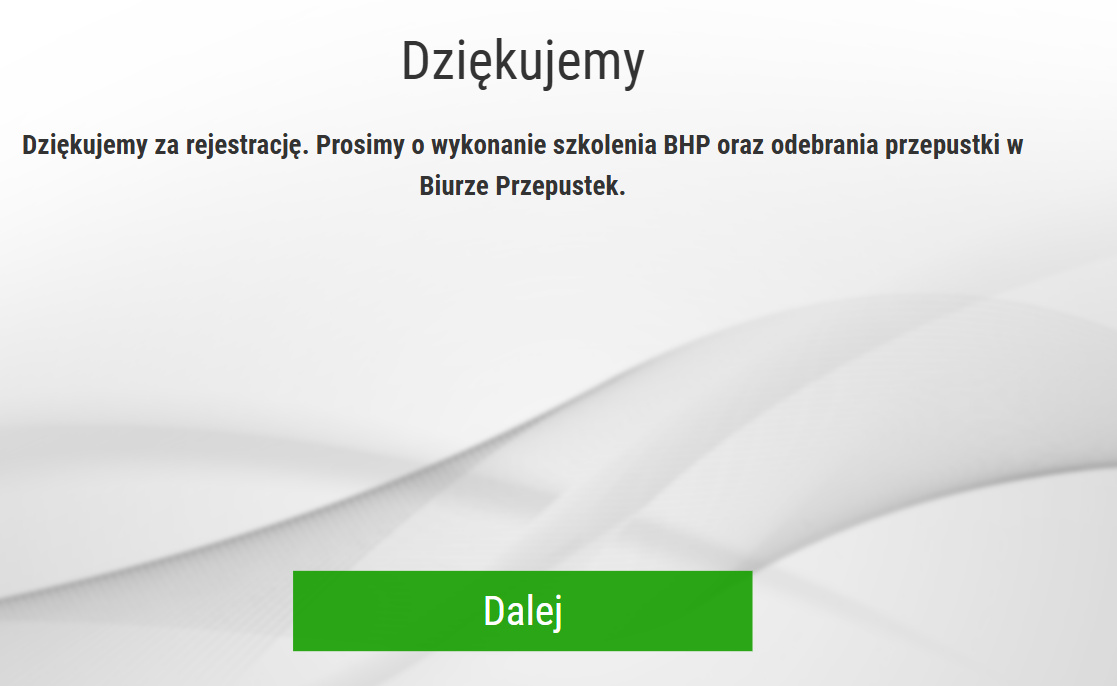 Dziękujemy
Dziękujemy za rejestrację. Prosimy o wykonanie szkolenia BHP oraz odebrania przepustki w
Biurze Przepustek.
Dalej